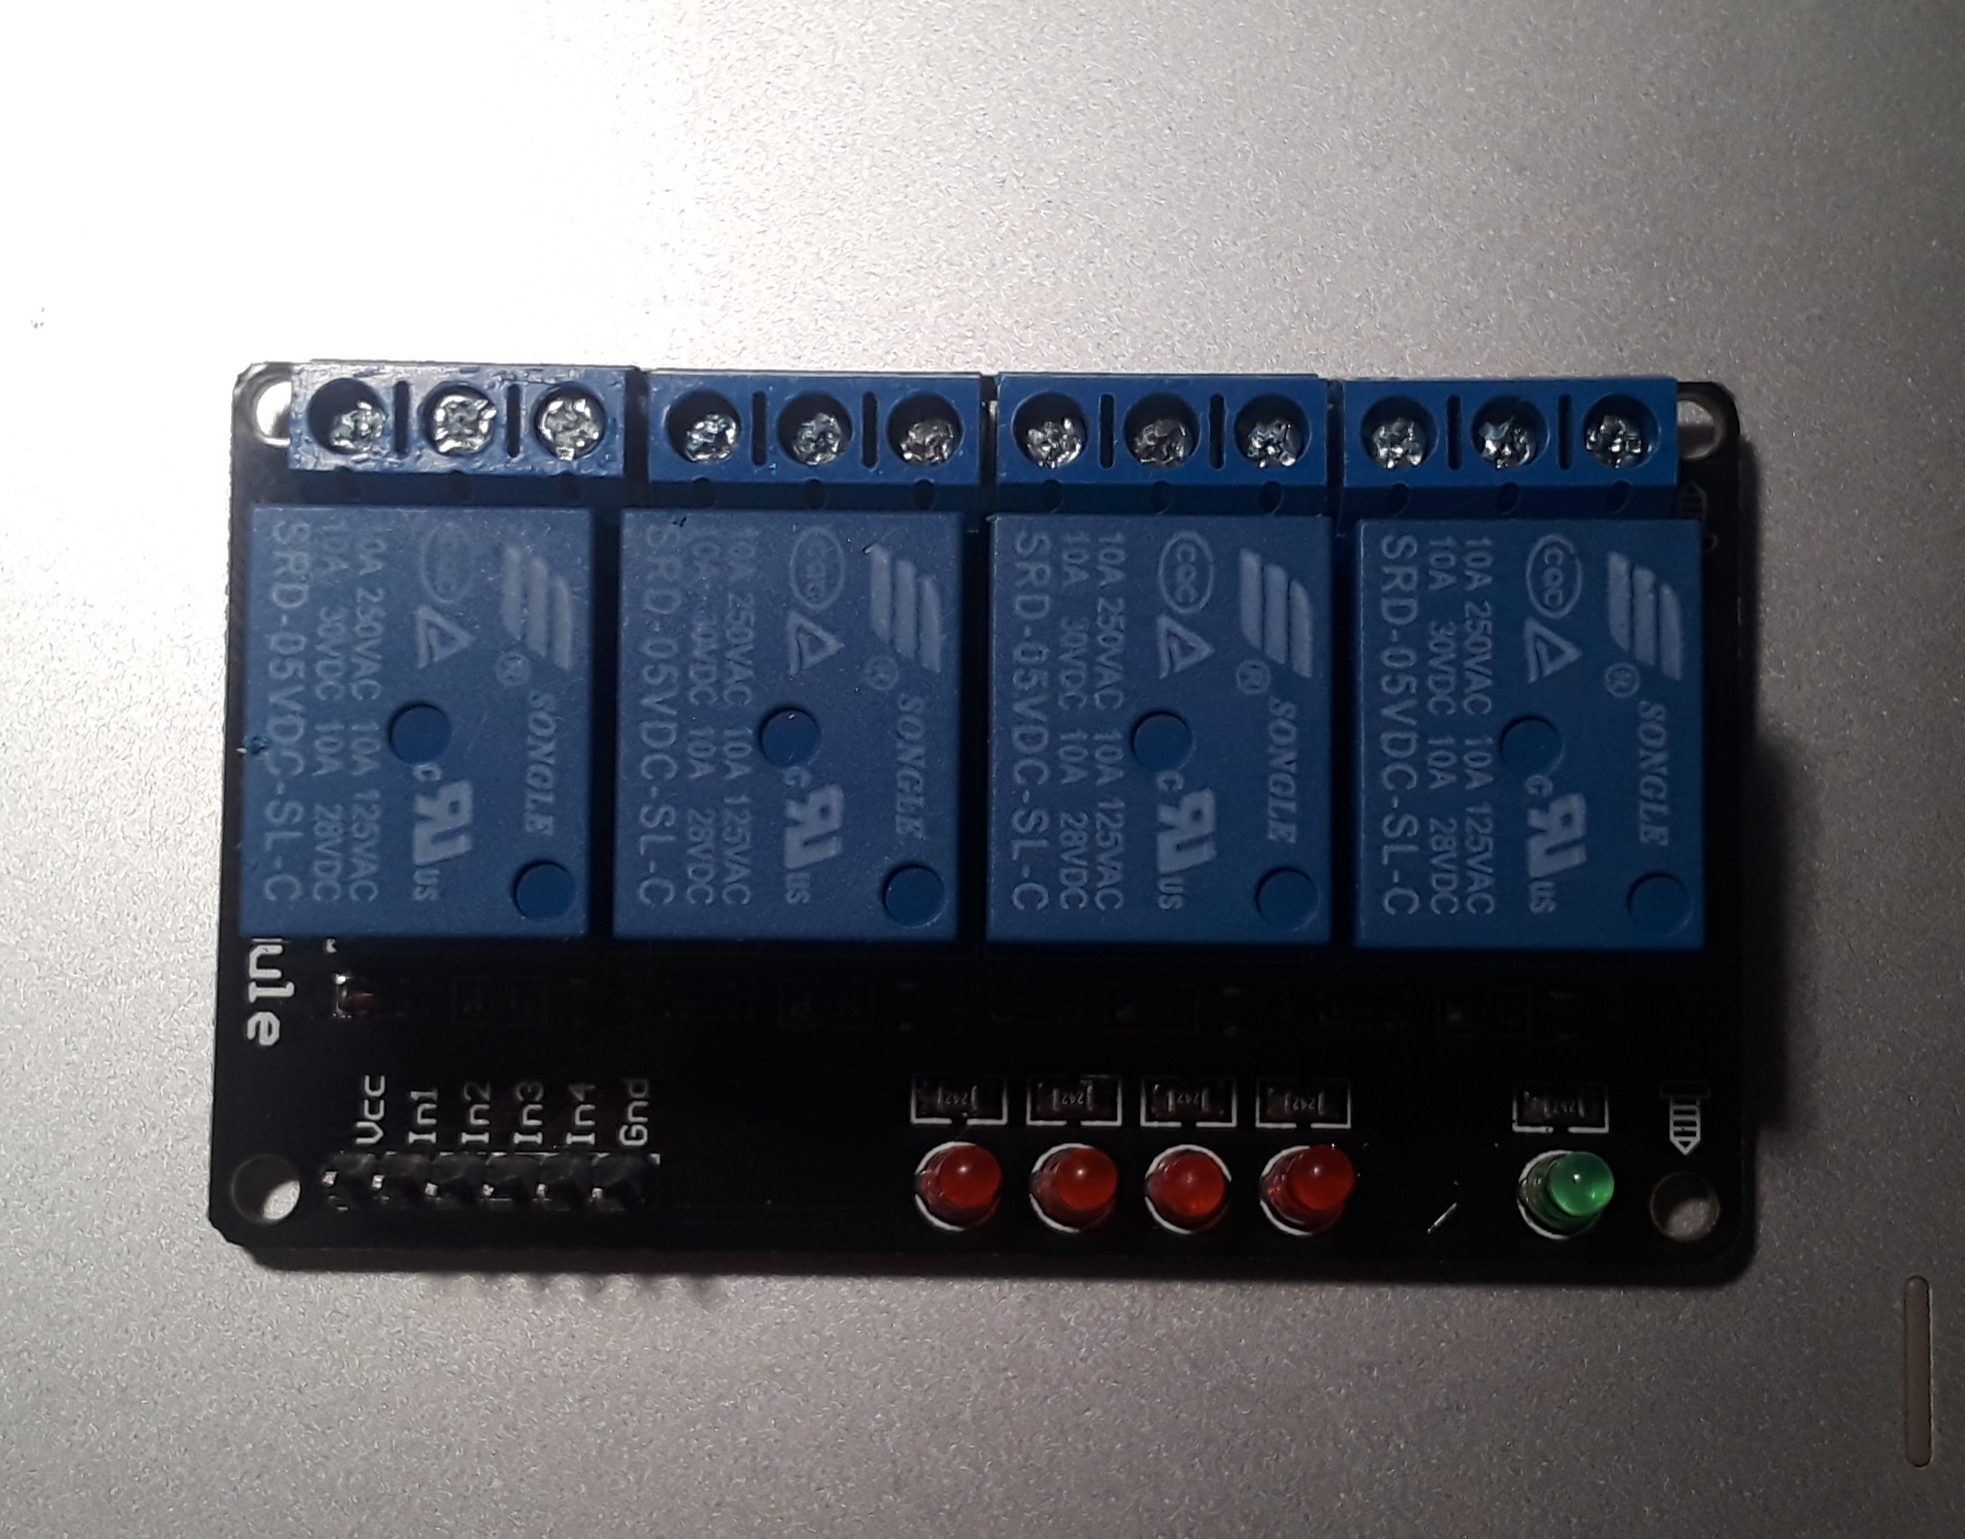 SONGLE
®
CQC
c
US
10A 250VAC 10A 125VAC
10A 30VDC 10A 28VDC
SRD-05VDC-SL-C
SONGLE
®
CQC
c
US
10A 250VAC 10A 125VAC
10A 30VDC 10A 28VDC
SRD-05VDC-SL-C
SONGLE
®
CQC
c
US
10A 250VAC 10A 125VAC
10A 30VDC 10A 28VDC
SRD-05VDC-SL-C
SONGLE
®
CQC
c
US
10A 250VAC 10A 125VAC
10A 30VDC 10A 28VDC
SRD-05VDC-SL-C
ule
Vcc
In1
In2
In3
In4
Gnd
242
242
242
242
242